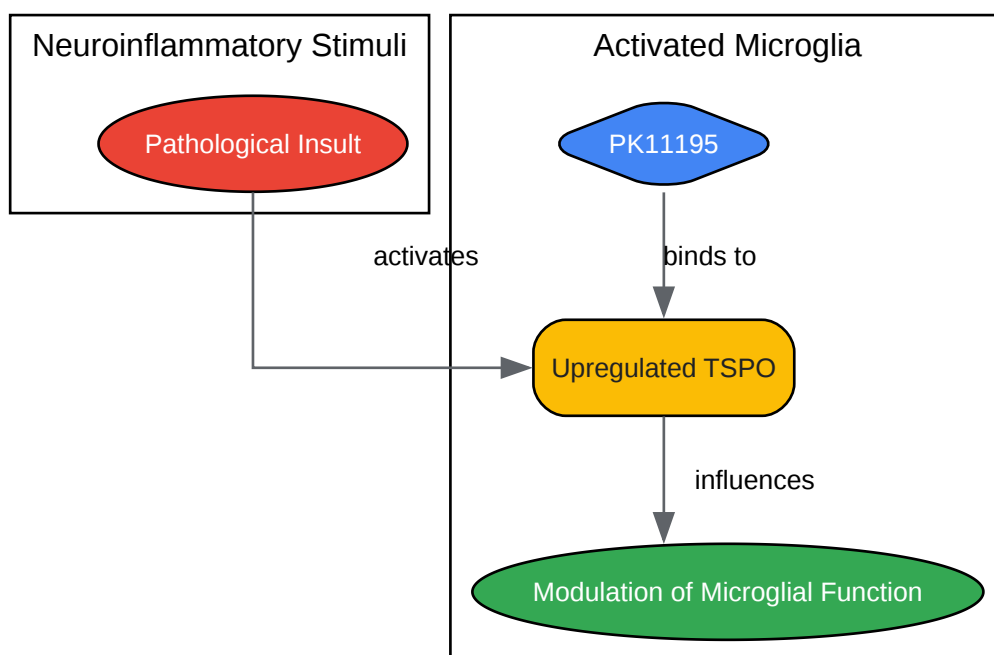 Neuroinflammatory Stimuli
Activated Microglia
Pathological Insult
PK11195
activates
binds to
Upregulated TSPO
influences
Modulation of Microglial Function